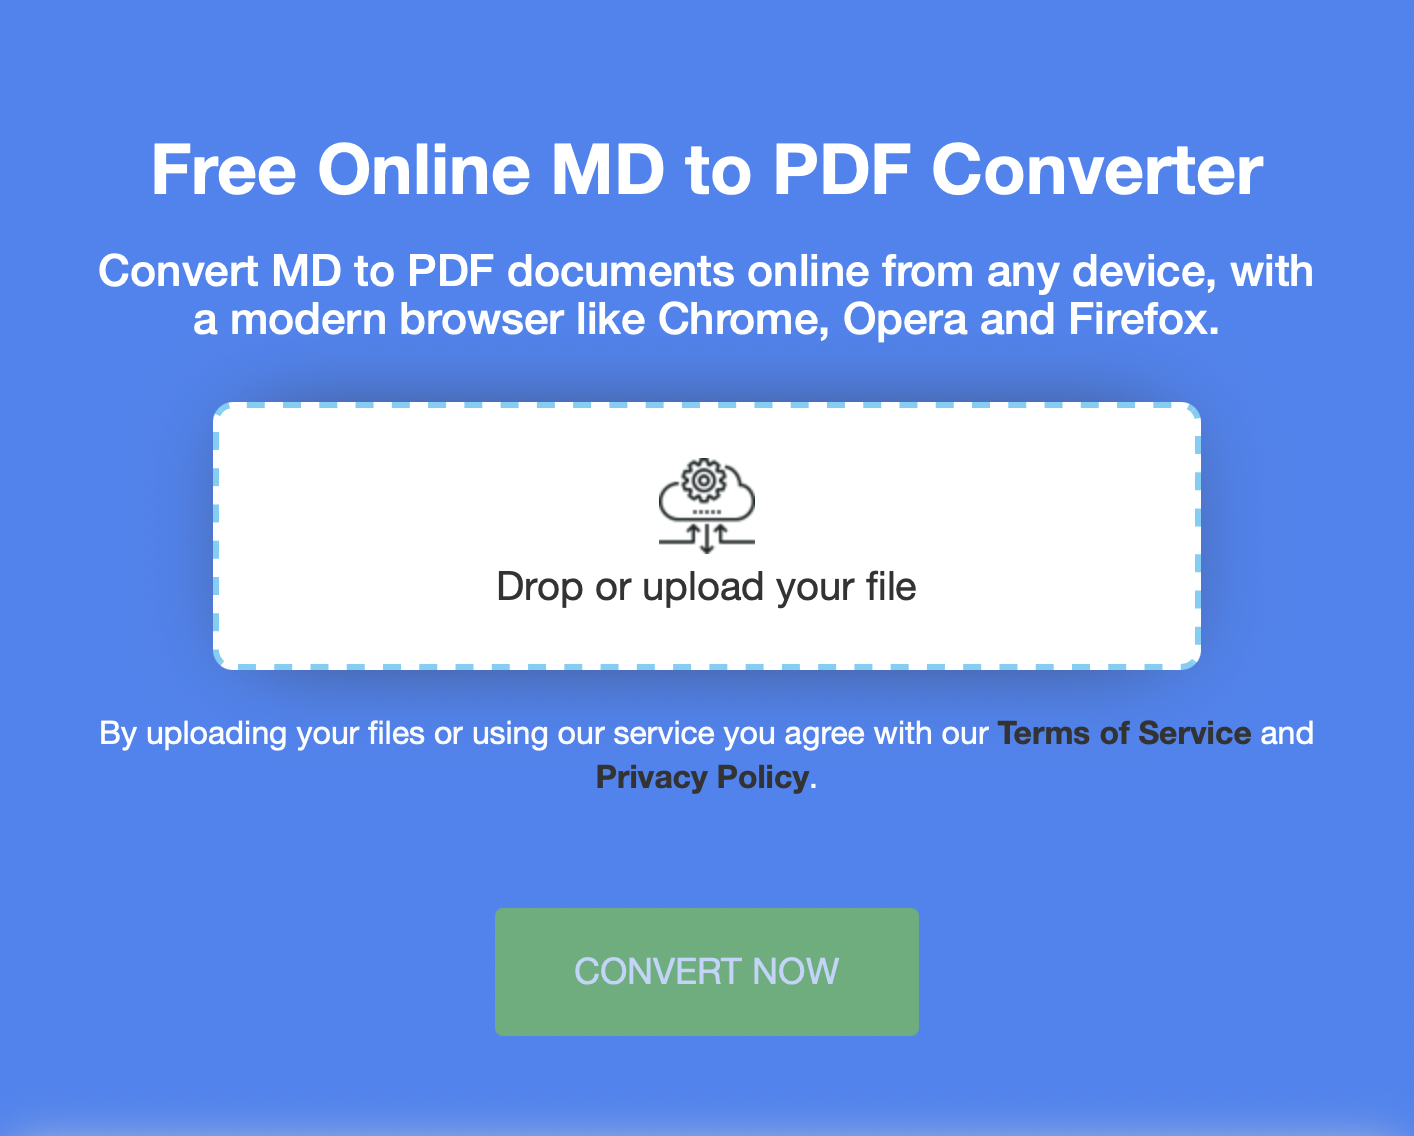 Free Online MD to PDF Converter
Convert MD to PDF documents online from any device, with
a modern browser like Chrome, Opera and Firefox.
Drop or upload your file
By uploading your files or using our service you agree with our Terms of Service and
Privacy Policy.
CONVERT NOW